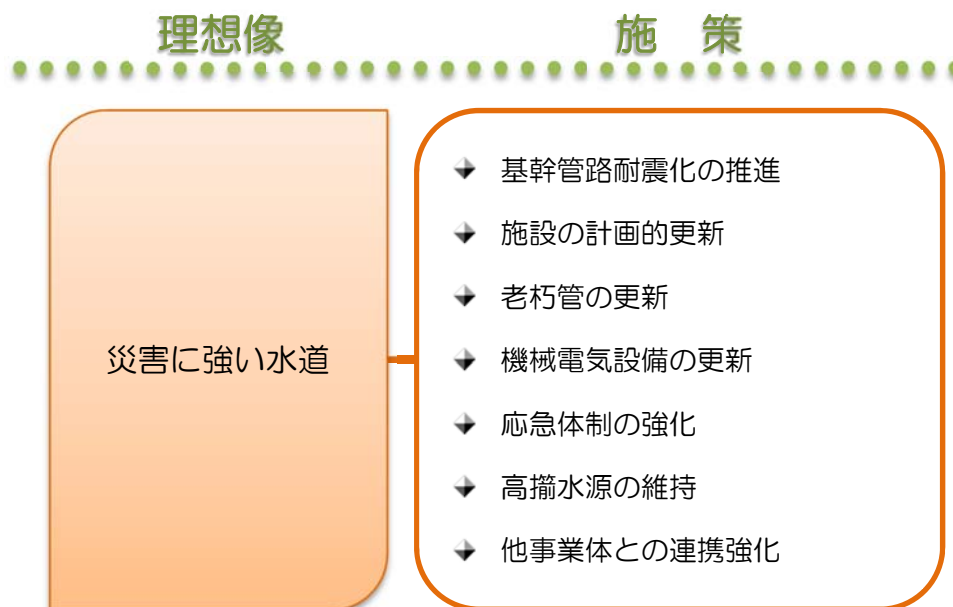 理想像
施 策
災害に強い水道
基幹管路耐震化の推進
施設の計画的更新
老朽管の更新
機械電気設備の更新
応急体制の強化
高擶水源の維持
他事業体との連携強化